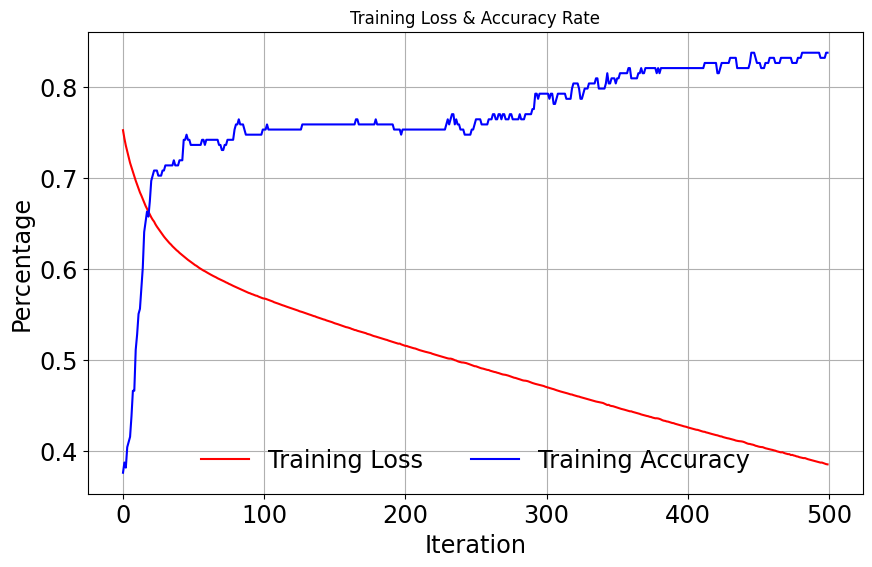 Training Loss & Accuracy Rate
Percentage
0.8
0.7
0.6
0.5
0.4
Training Loss
Training Accuracy
0
100
200
300
400
500
Iteration